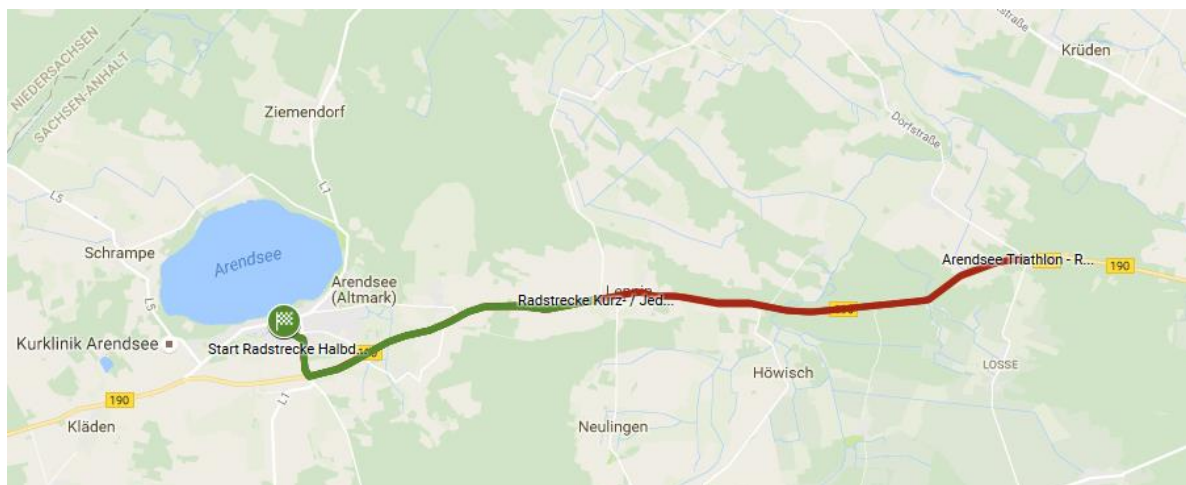 NIEDERSACHSEN
SACHSEN-ANHALT
Krüden
Ziemendorf
Dorfstraße
L5
L1
Schrampe
Arendsee
Arendsee
(Altmark)
L5
Arendsee Triathlon - R...
190
Radstrecke Kurz- / Jed...
Kurklinik Arendsee
Start Radstrecke Halbd...
LOSSE
Höwisch
190
L1
Kläden
Neulingen